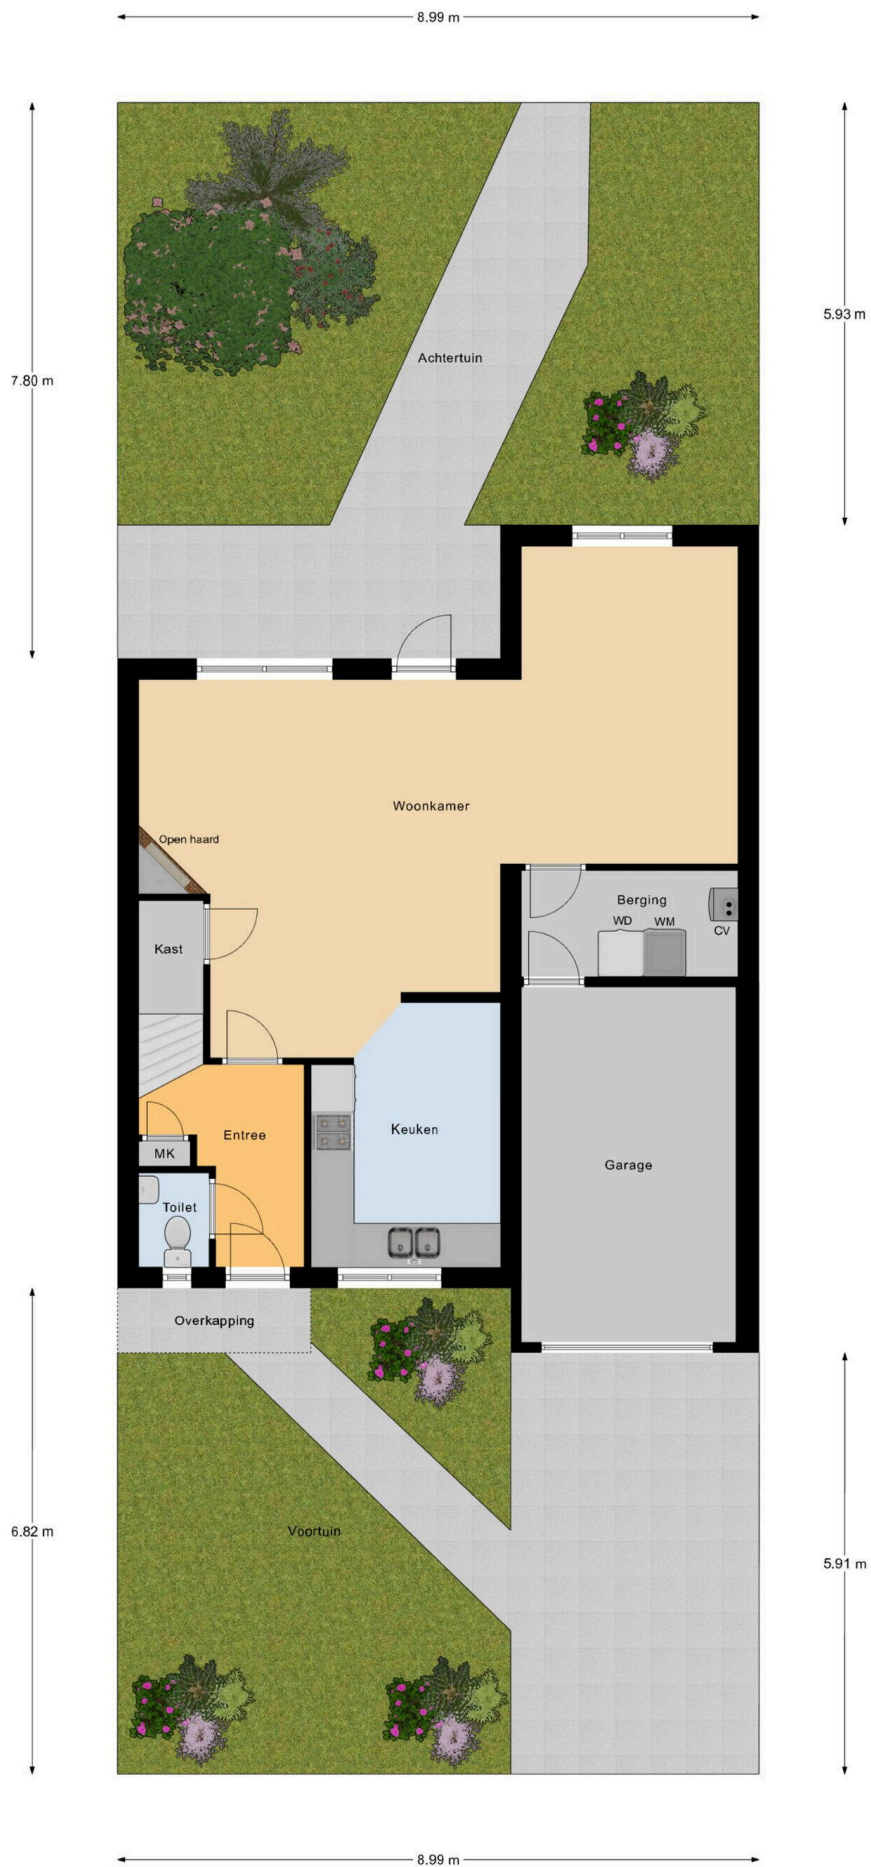 8.99 m
5.93 m
Achtertuin
7.80 m
Woonkamer
Open haard
Berging
WD
WM
CV
Kast
Keuken
Entree
MK
Garage
Toilet
Overkapping
Voortuin
6.82 m
5.91 m
8.99 m